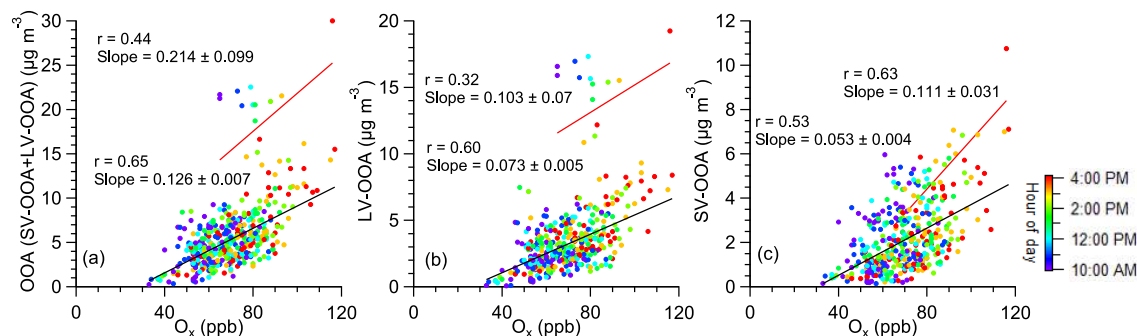 OOA (SV-OOA+LV-OOA) (µg m⁻³)
30
25
20
15
10
5
0
r = 0.44
Slope = 0.214 ± 0.099
r = 0.65
Slope = 0.126 ± 0.007
(a)
0 40 80 120
Oₓ (ppb)
LV-OOA (µg m⁻³)
20
15
10
5
0
r = 0.32
Slope = 0.103 ± 0.07
r = 0.60
Slope = 0.073 ± 0.005
(b)
0 40 80 120
Oₓ (ppb)
SV-OOA (µg m⁻³)
12
10
8
6
4
2
0
r = 0.63
Slope = 0.111 ± 0.031
r = 0.53
Slope = 0.053 ± 0.004
(c)
0 40 80 120
Oₓ (ppb)
Hour of day
4:00 PM
2:00 PM
12:00 PM
10:00 AM